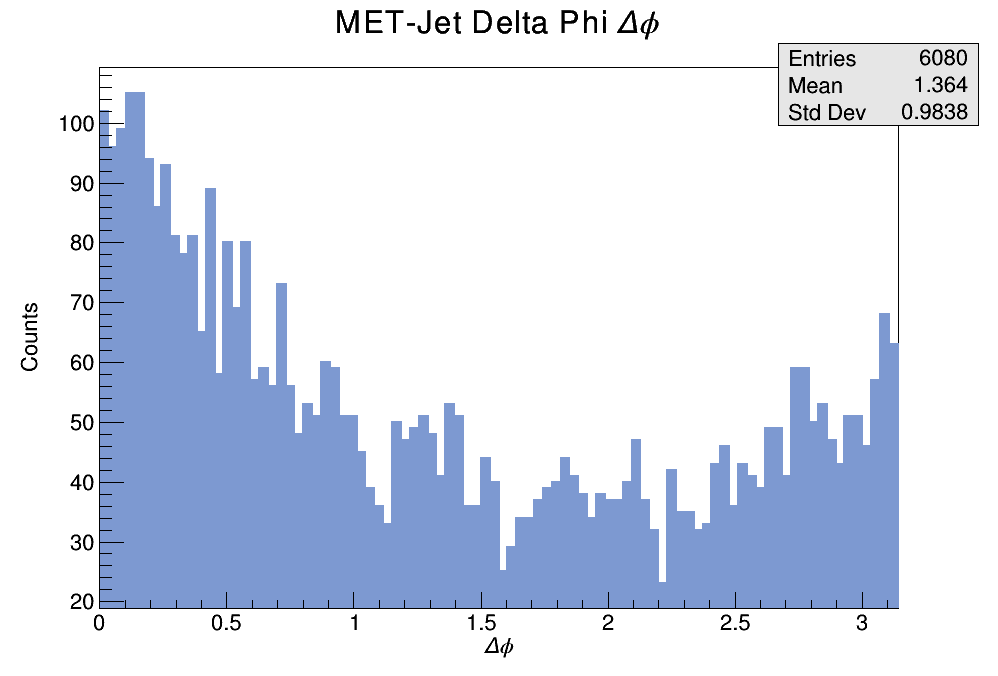 MET-Jet Delta Phi Δϕ
Entries 6080
Mean 1.364
Std Dev 0.9838
100
90
80
70
60
50
40
30
20
Counts
0 0.5 1 1.5 2 2.5 3
Δϕ